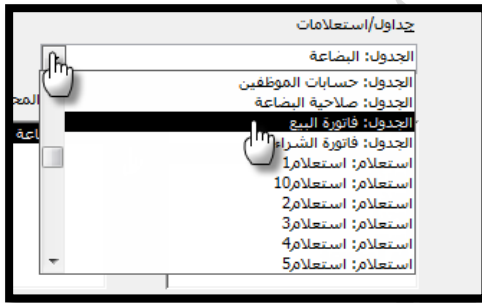 جداول/استعلامات
الجدول: البضاعة
الجدول: حسابات الموظفين
الجدول: صلاحية البضاعة
الجدول: فاتورة البيع
الجدول: فاتورة الشراء
استعلام: استعلام1
استعلام: استعلام10
استعلام: استعلام2
استعلام: استعلام3
استعلام: استعلام4
استعلام: استعلام5